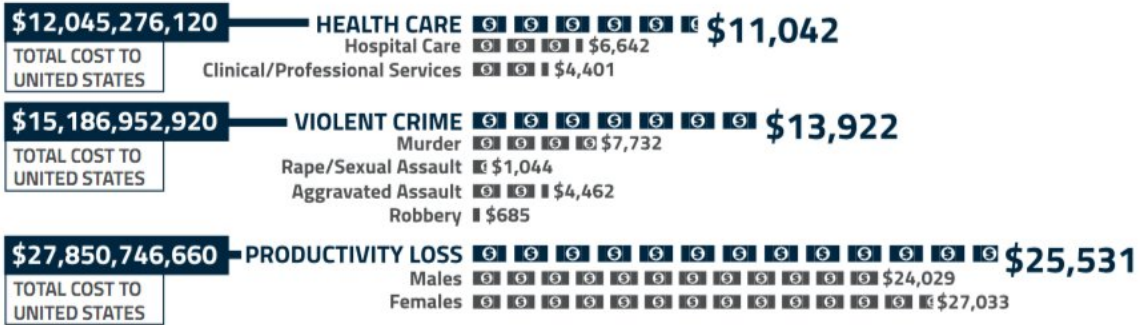 $12,045,276,120 HEALTH CARE $11,042
TOTAL COST TO
UNITED STATES
Hospital Care $6,642
Clinical/Professional Services $4,401
$15,186,952,920 VIOLENT CRIME $13,922
TOTAL COST TO
UNITED STATES
Murder $7,732
Rape/Sexual Assault $1,044
Aggravated Assault $4,462
Robbery $685
$27,850,746,660 PRODUCTIVITY LOSS $25,531
TOTAL COST TO
UNITED STATES
Males $24,029
Females $27,033